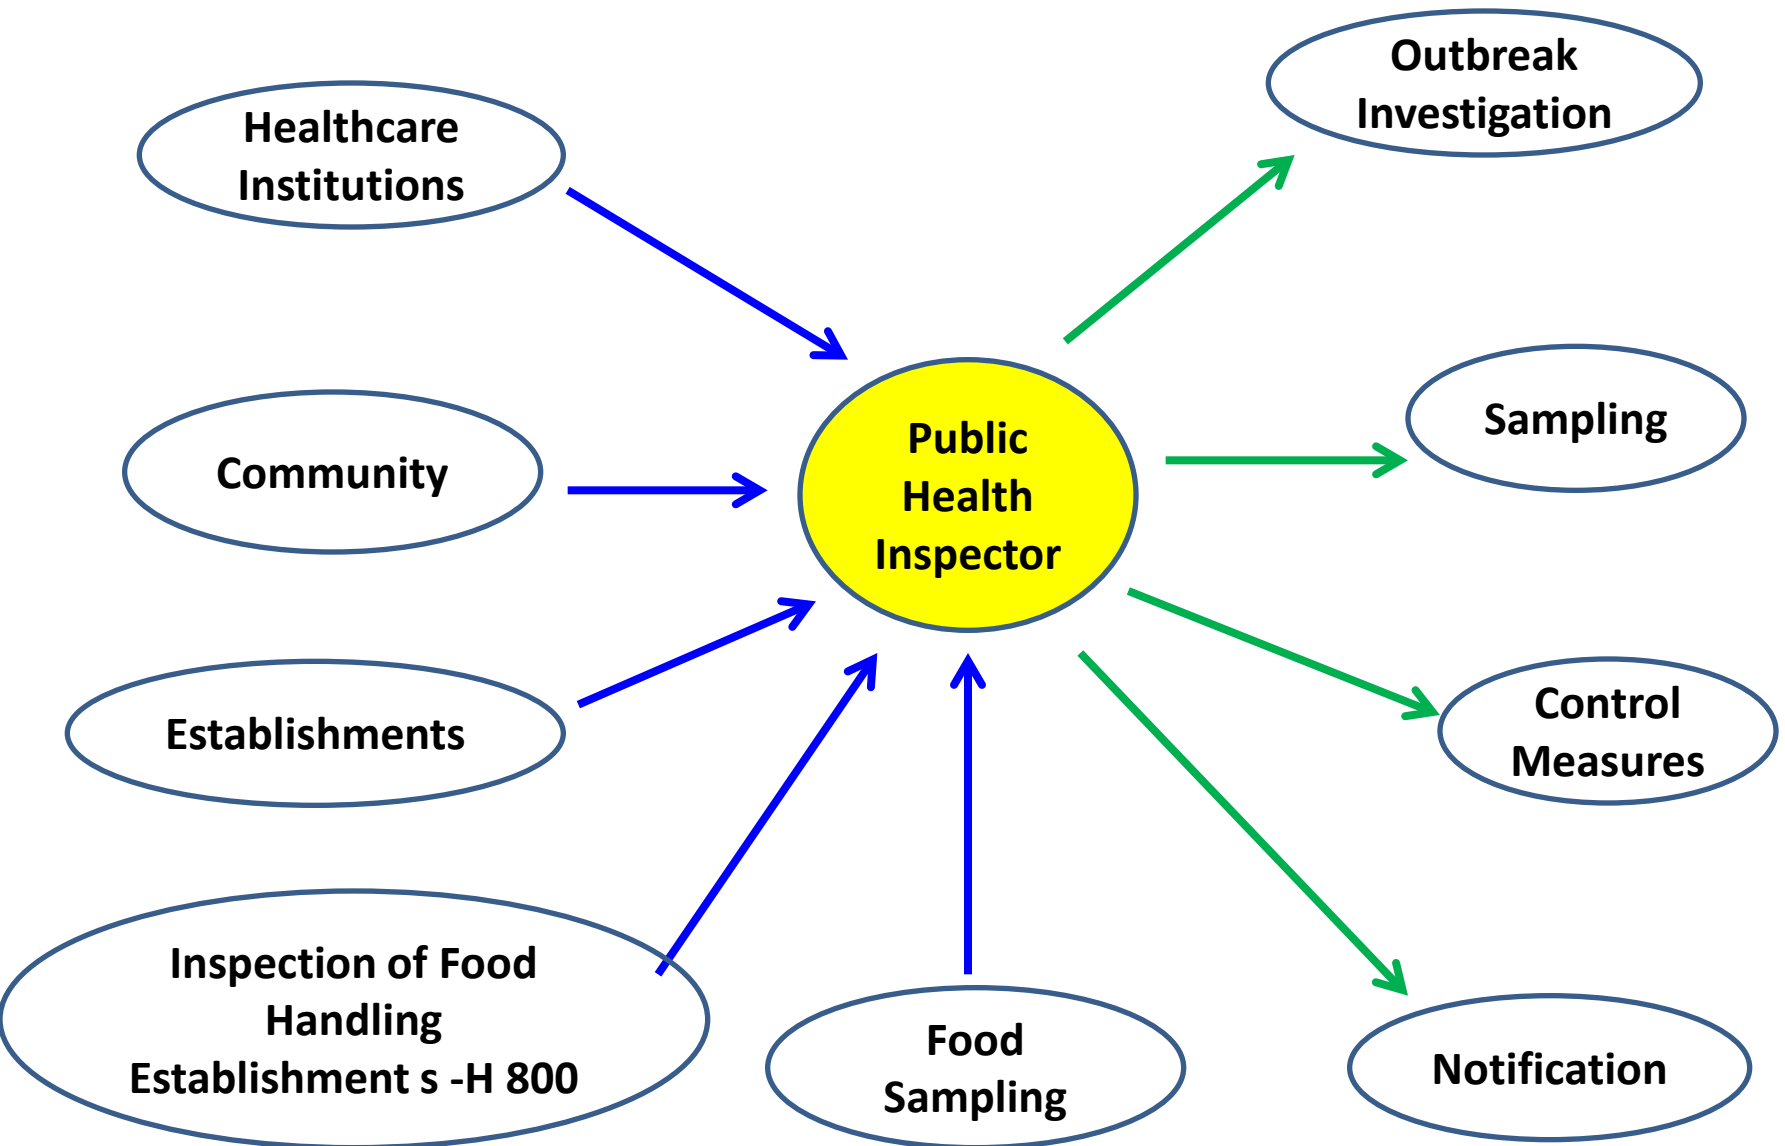 Healthcare
Institutions
Outbreak
Investigation
Community
Public
Health
Inspector
Sampling
Establishments
Control
Measures
Inspection of Food
Handling
Establishment s -H 800
Food
Sampling
Notification